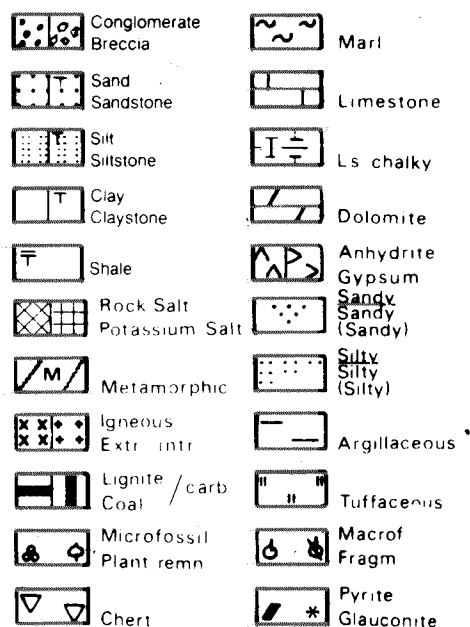 Conglomerate
Breccia
Sand
Sandstone
Silt
Siltstone
Clay
Claystone
Shale
Rock Salt
Potassium Salt
M
Metamorphic
Igneous
Extr intr
Lignite
Coal /carb
Microfossil
Plant remn
Chert
Marl
Limestone
Ls chalky
Dolomite
Anhydrite
Gypsum
Sandy
Sandy
(Sandy)
Silty
Silty
(Silty)
Argillaceous
Tuffaceous
Macrof
Fragm
Pyrite
Glauconite